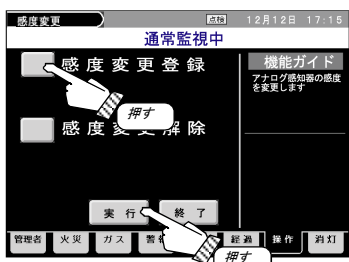 感度変更 点検 12月12日 17:15
通常監視中
感度変更登録
機能ガイド
アナログ感知器の感度
を変更します
押す
感度変更解除
実行 終了
管理者 火災 ガス 警 経過 操作 消灯
押す